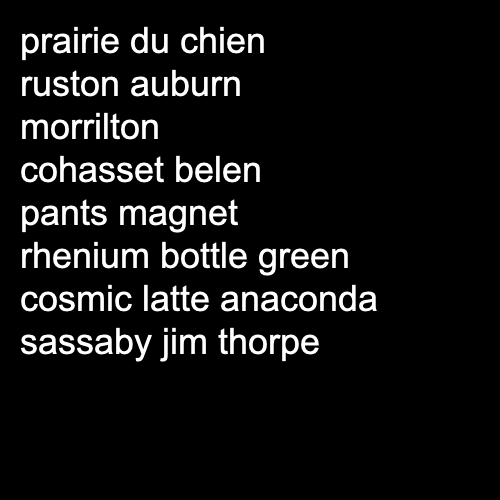 prairie du chien
ruston auburn
morrilton
cohasset belen
pants magnet
rhenium bottle green
cosmic latte anaconda
sassaby jim thorpe